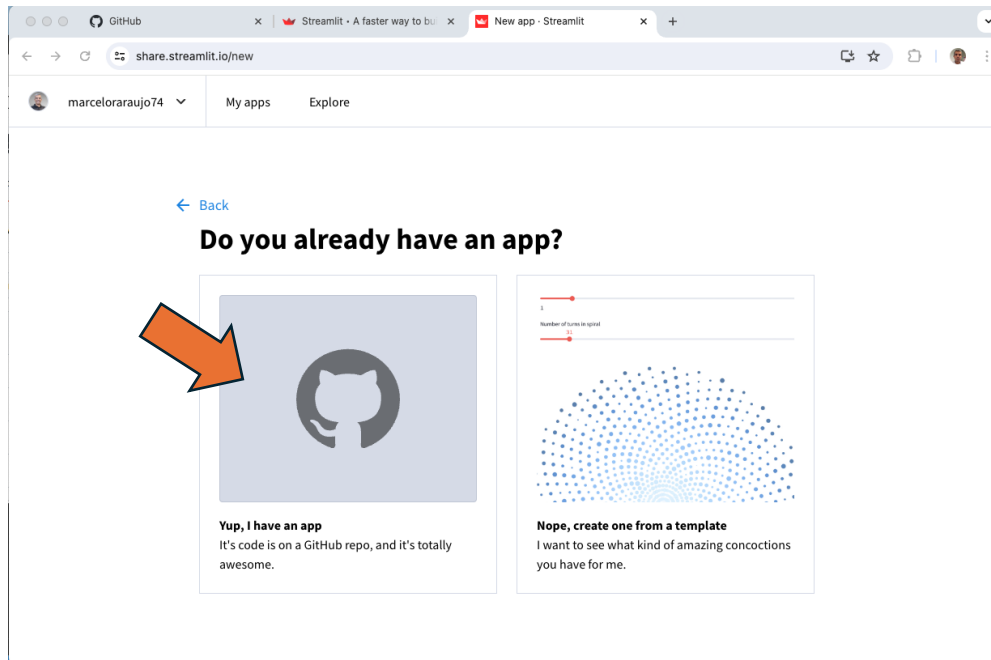 GitHub
Streamlit • A faster way to bu
New app · Streamlit
share.streamlit.io/new
marceloraraujo74
My apps
Explore
Back
Do you already have an app?
1
Number of turns in spiral
31
Yup, I have an app
It's code is on a GitHub repo, and it's totally
awesome.
Nope, create one from a template
I want to see what kind of amazing concoctions
you have for me.